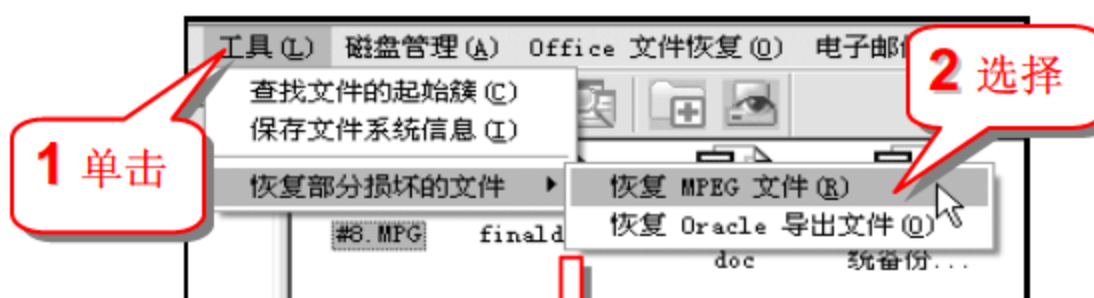 工具(L) 磁盘管理(A) Office 文件恢复(O) 电子邮
2 选择
查找文件的起始簇(C)
保存文件系统信息(I)
1 单击
恢复部分损坏的文件
恢复 MPEG 文件(R)
恢复 Oracle 导出文件(O)
#8.MPG finald
doc 统备份...